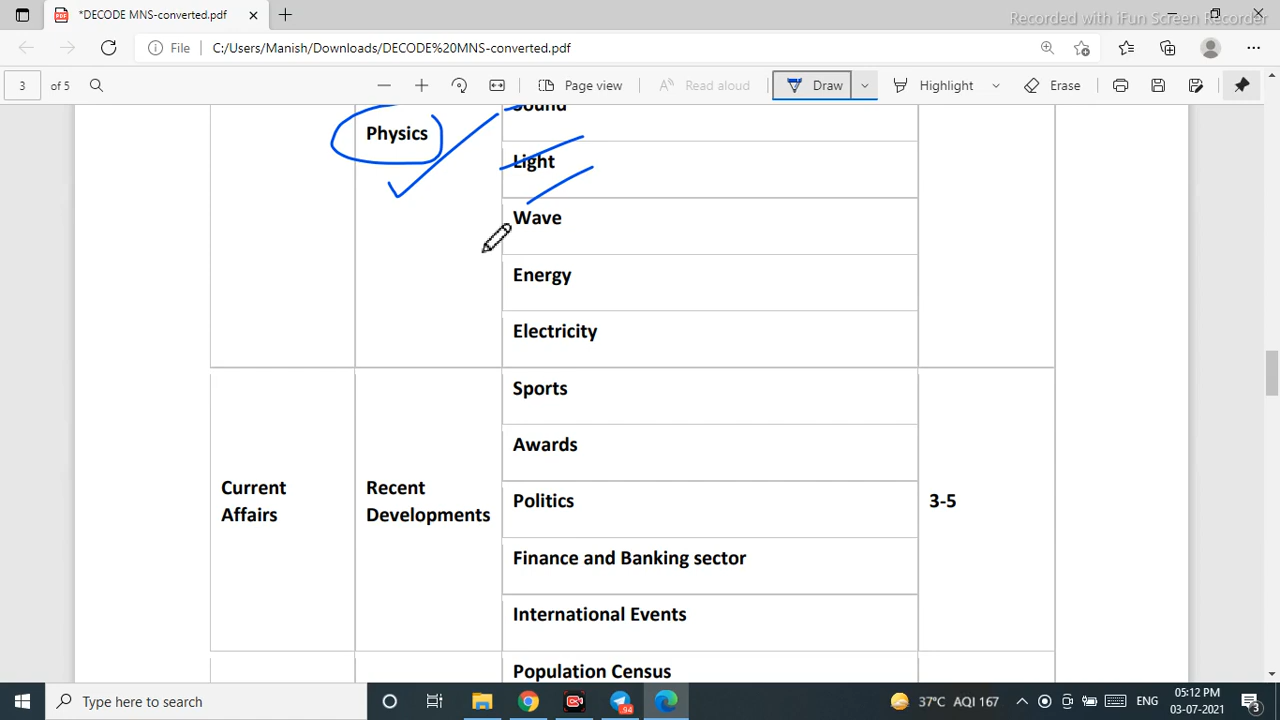 *DECODE MNS-converted.pdf
Recorded with iFun Screen Recorder
File C:/Users/Manish/Downloads/DECODE%20MNS-converted.pdf
3 of 5 Page view Read aloud Draw Highlight Erase
Sound
Physics
Light
Wave
Energy
Electricity
Sports
Awards
Current Affairs
Recent Developments
Politics
3-5
Finance and Banking sector
International Events
Population Census
Type here to search
94
37°C AQI 167
ENG
05:12 PM
03-07-2021
3